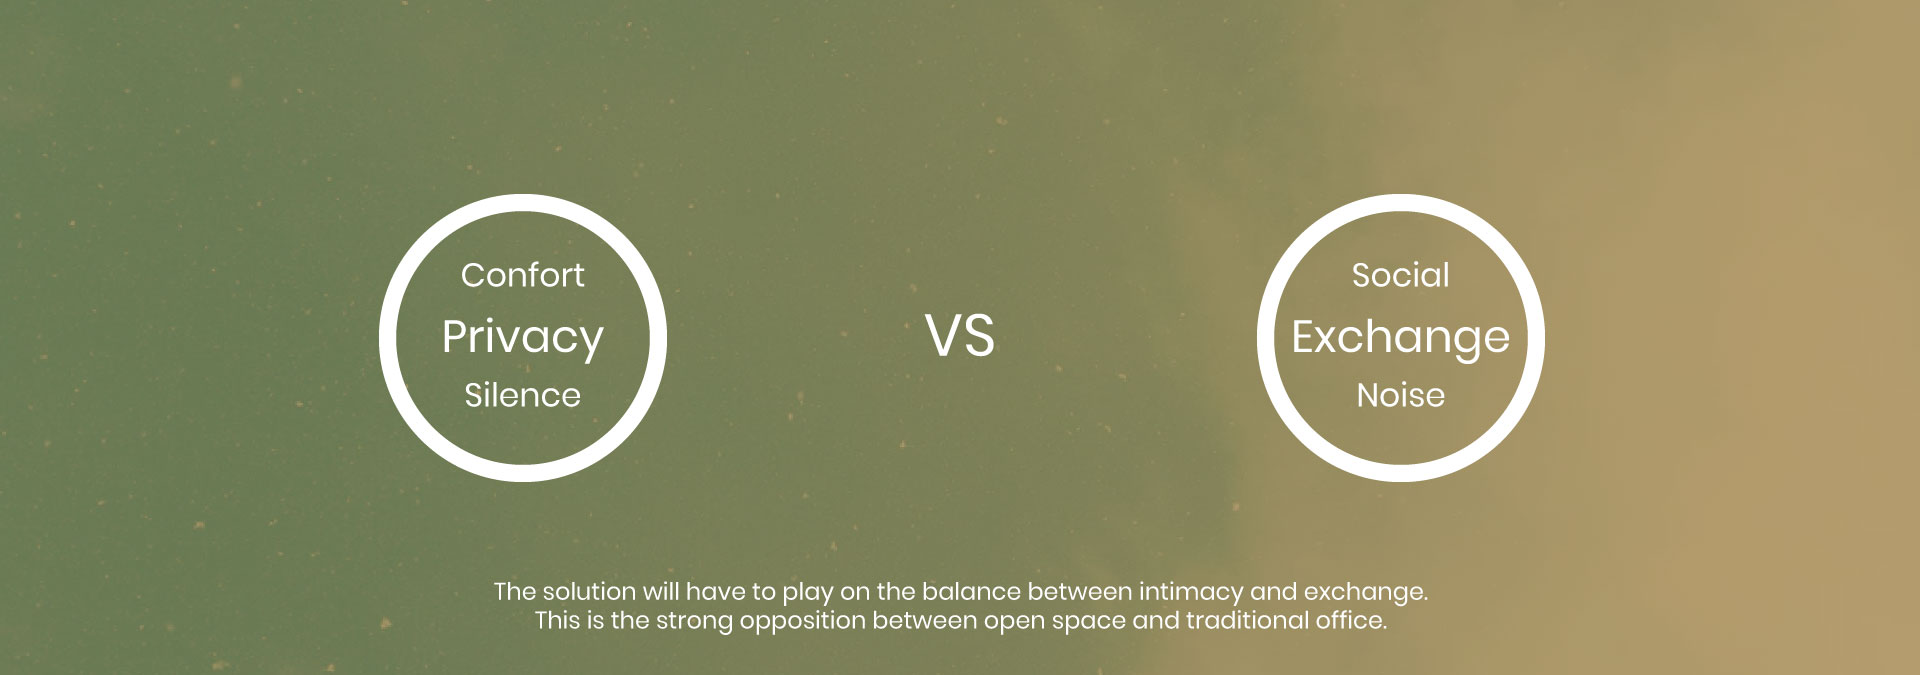 Confort
Privacy
Silence
VS
Social
Exchange
Noise
The solution will have to play on the balance between intimacy and exchange.
This is the strong opposition between open space and traditional office.